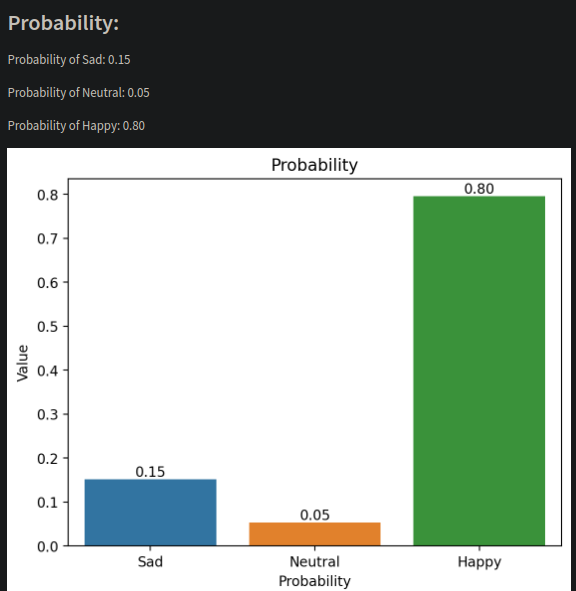 Probability:
Probability of Sad: 0.15
Probability of Neutral: 0.05
Probability of Happy: 0.80
Probability
0.80
0.8
0.7
0.6
0.5
0.4
0.3
0.2
0.1
0.0
Value
0.15
0.05
Sad Neutral Happy
Probability